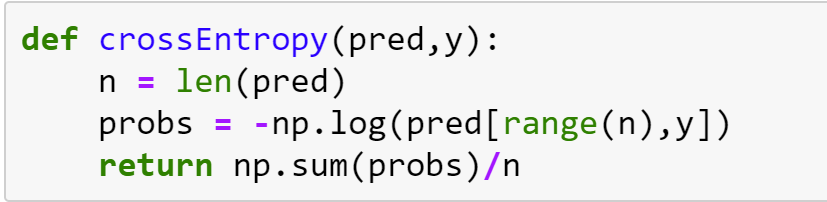 def crossEntropy(pred,y):
    n = len(pred)
    probs = -np.log(pred[range(n),y])
    return np.sum(probs)/n